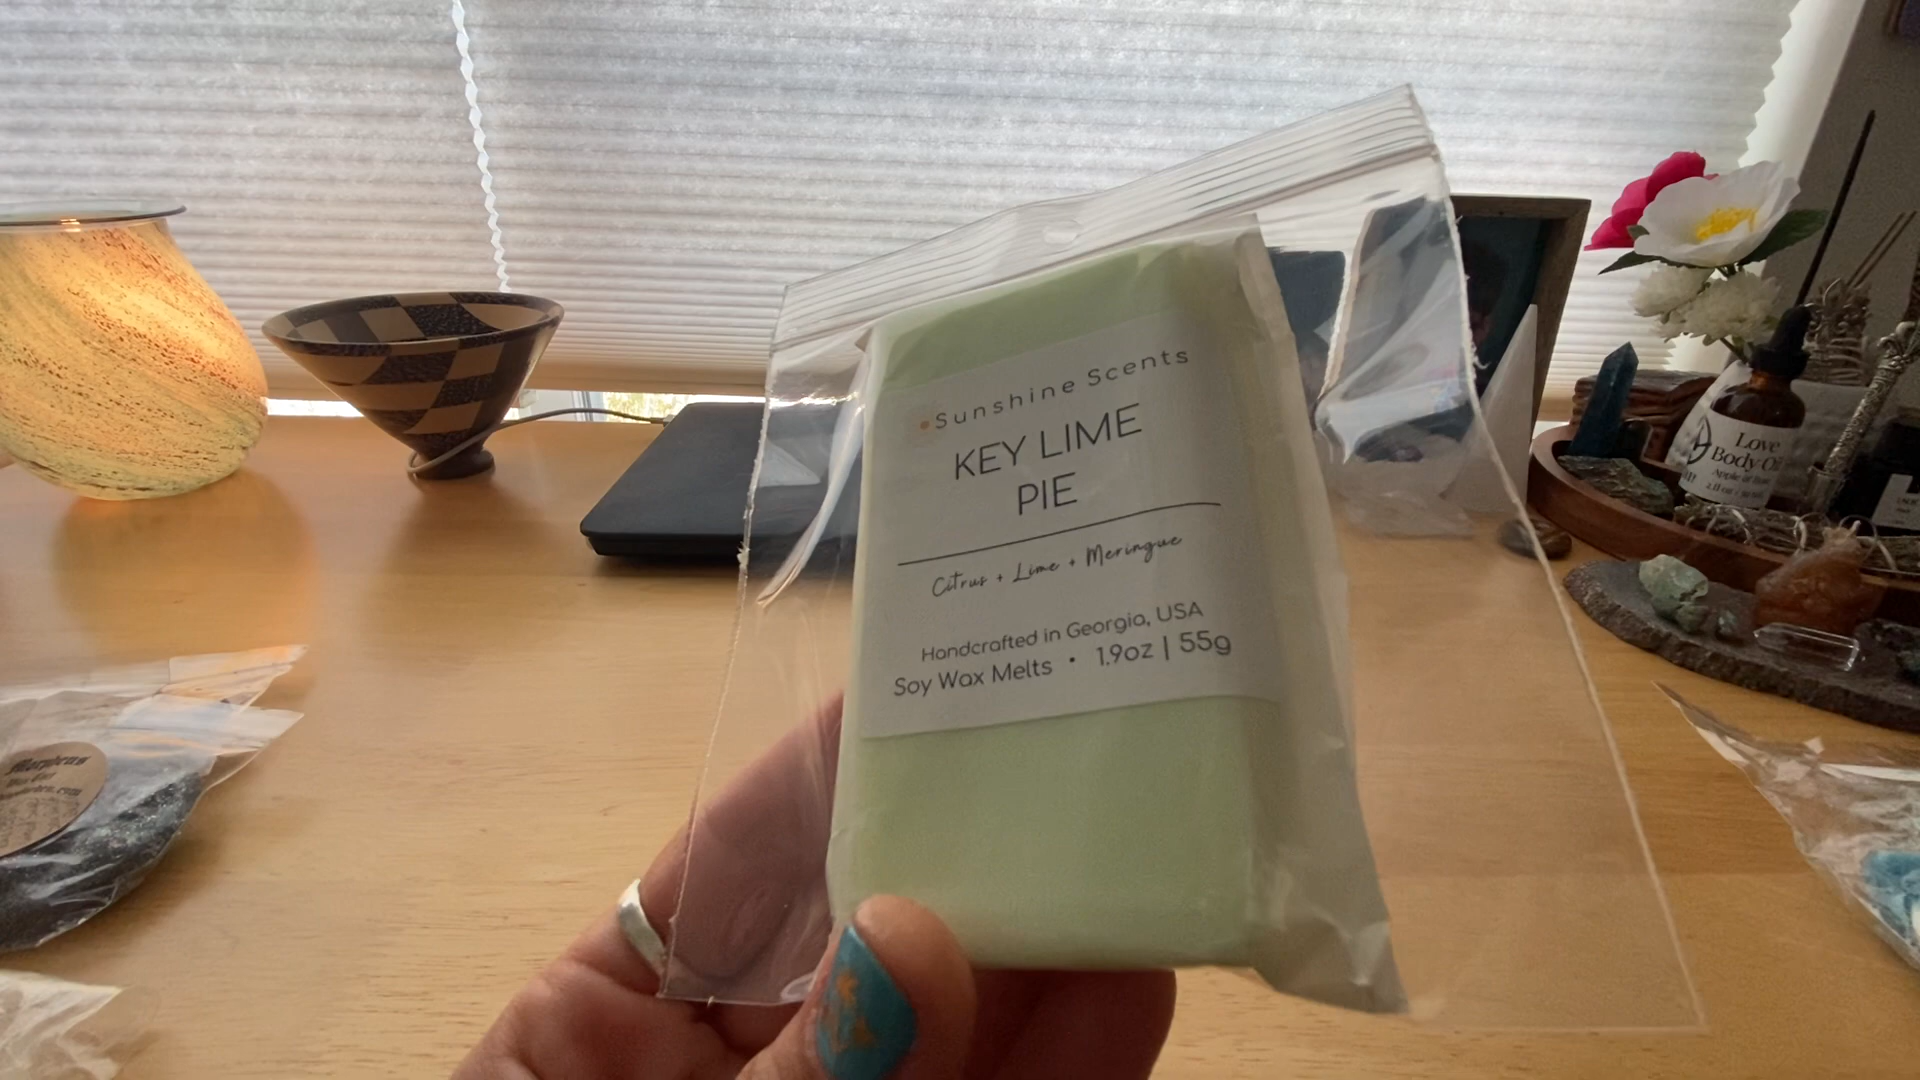 Sunshine Scents
KEY LIME
PIE
Citrus + Lime + Meringue
Handcrafted in Georgia, USA
Soy Wax Melts • 1.9oz | 55g
Love
Body Oil
Morpheus